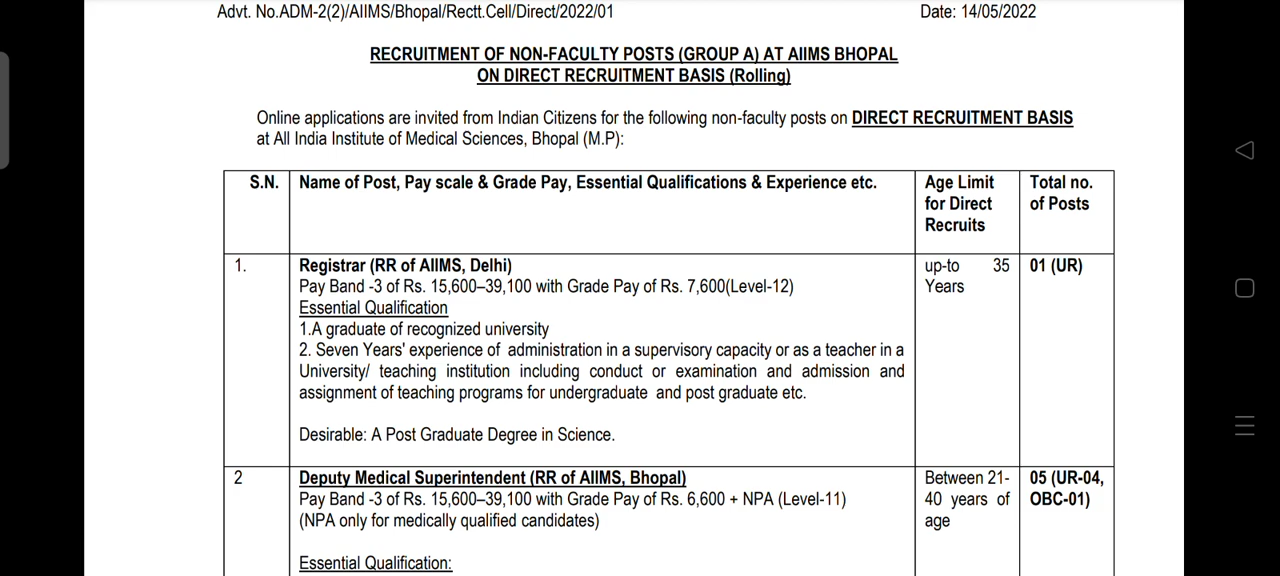 Advt. No.ADM-2(2)/AIIMS/Bhopal/Rectt.Cell/Direct/2022/01 Date: 14/05/2022
RECRUITMENT OF NON-FACULTY POSTS (GROUP A) AT AIIMS BHOPAL
ON DIRECT RECRUITMENT BASIS (Rolling)
Online applications are invited from Indian Citizens for the following non-faculty posts on DIRECT RECRUITMENT BASIS
at All India Institute of Medical Sciences, Bhopal (M.P):
S.N. Name of Post, Pay scale & Grade Pay, Essential Qualifications & Experience etc. Age Limit Total no.
for Direct of Posts
Recruits
1. Registrar (RR of AIIMS, Delhi) up-to 35 01 (UR)
Pay Band -3 of Rs. 15,600–39,100 with Grade Pay of Rs. 7,600(Level-12) Years
Essential Qualification
1.A graduate of recognized university
2. Seven Years' experience of administration in a supervisory capacity or as a teacher in a
University/ teaching institution including conduct or examination and admission and
assignment of teaching programs for undergraduate and post graduate etc.
Desirable: A Post Graduate Degree in Science.
2 Deputy Medical Superintendent (RR of AIIMS, Bhopal) Between 21- 05 (UR-04,
Pay Band -3 of Rs. 15,600–39,100 with Grade Pay of Rs. 6,600 + NPA (Level-11) 40 years of OBC-01)
(NPA only for medically qualified candidates) age
Essential Qualification: